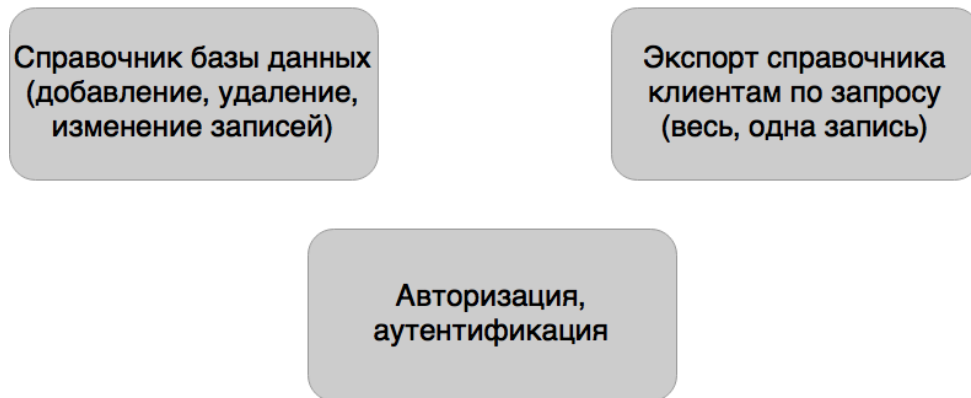 Справочник базы данных
(добавление, удаление,
изменение записей)
Экспорт справочника
клиентам по запросу
(весь, одна запись)
Авторизация,
аутентификация